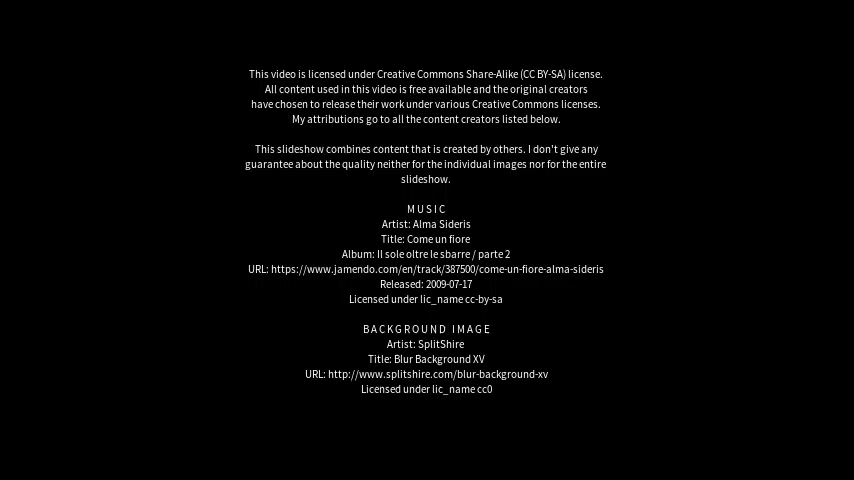 This video is licensed under Creative Commons Share-Alike (CC BY-SA) license.
All content used in this video is free available and the original creators
have chosen to release their work under various Creative Commons licenses.
My attributions go to all the content creators listed below.
This slideshow combines content that is created by others. I don't give any
guarantee about the quality neither for the individual images nor for the entire
slideshow.
MUSIC
Artist: Alma Sideris
Title: Come un fiore
Album: Il sole oltre le sbarre / parte 2
URL: https://www.jamendo.com/en/track/387500/come-un-fiore-alma-sideris
Released: 2009-07-17
Licensed under lic_name cc-by-sa
BACKGROUND IMAGE
Artist: SplitShire
Title: Blur Background XV
URL: http://www.splitshire.com/blur-background-xv
Licensed under lic_name cc0